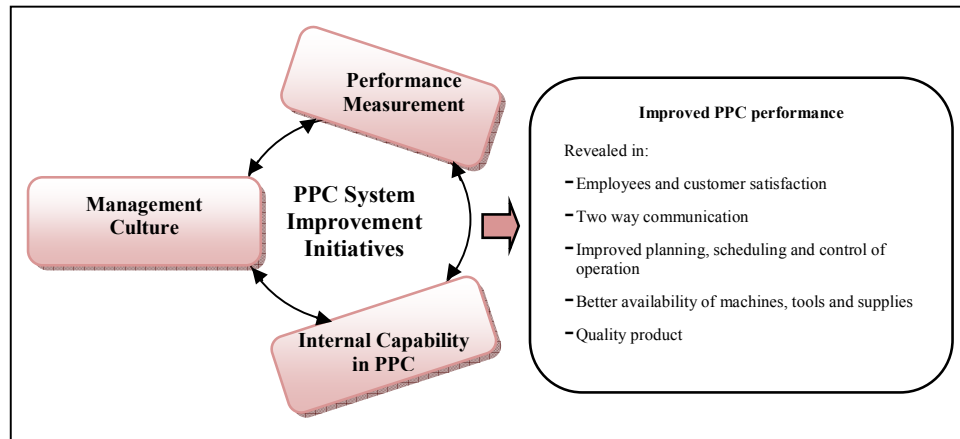 Performance
Measurement
Management
Culture
PPC System
Improvement
Initiatives
Internal Capability
in PPC
Improved PPC performance
Revealed in:
-Employees and customer satisfaction
-Two way communication
-Improved planning, scheduling and control of
operation
-Better availability of machines, tools and supplies
-Quality product